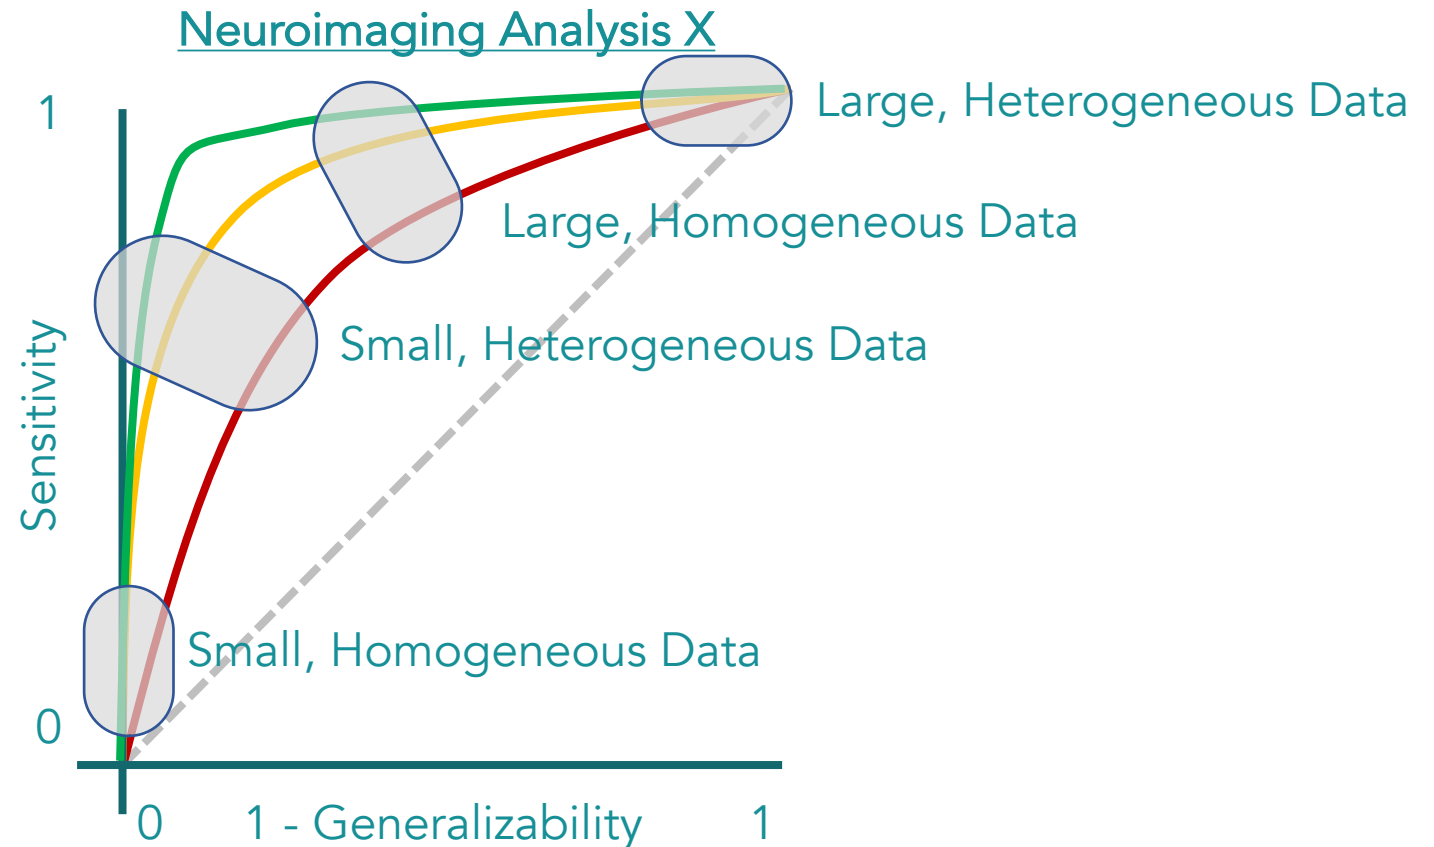 Neuroimaging Analysis X
1
Large, Heterogeneous Data
Large, Homogeneous Data
Small, Heterogeneous Data
Sensitivity
Small, Homogeneous Data
0
0
1 - Generalizability
1